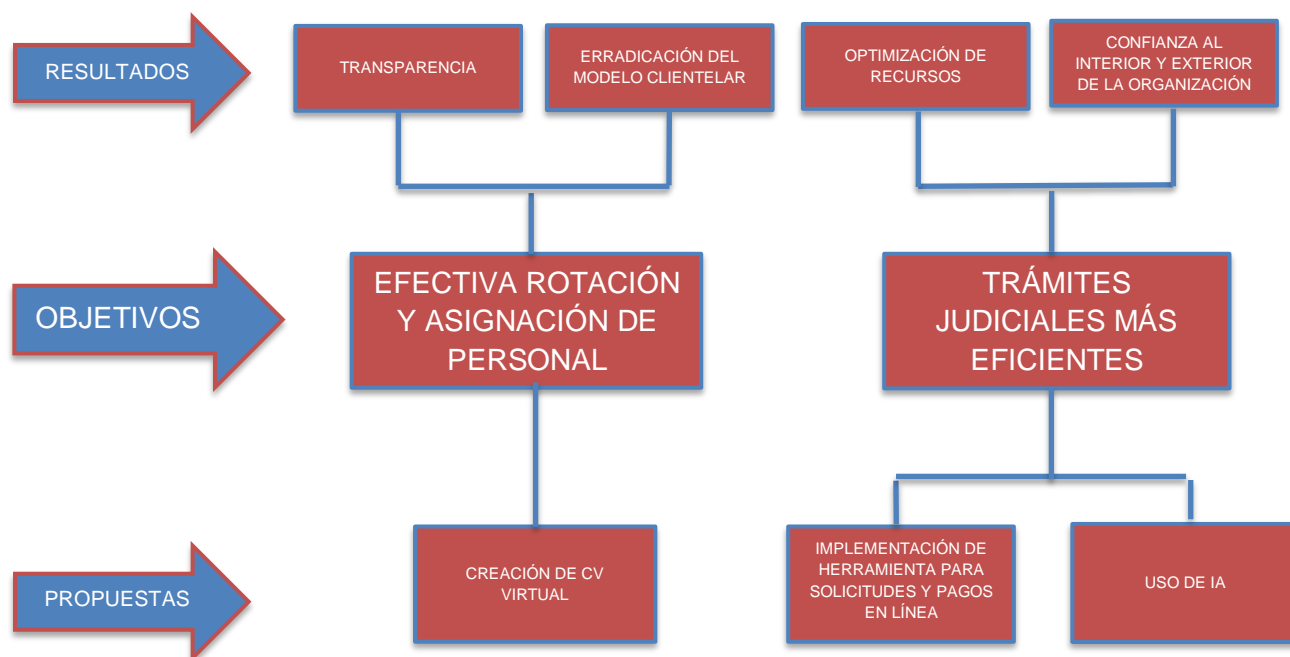 RESULTADOS
TRANSPARENCIA
ERRADICACIÓN DEL
MODELO CLIENTELAR
OPTIMIZACIÓN DE
RECURSOS
CONFIANZA AL
INTERIOR Y EXTERIOR
DE LA ORGANIZACIÓN
OBJETIVOS
EFECTIVA ROTACIÓN
Y ASIGNACIÓN DE
PERSONAL
TRÁMITES
JUDICIALES MÁS
EFICIENTES
PROPUESTAS
CREACIÓN DE CV
VIRTUAL
IMPLEMENTACIÓN DE
HERRAMIENTA PARA
SOLICITUDES Y PAGOS
EN LÍNEA
USO DE IA